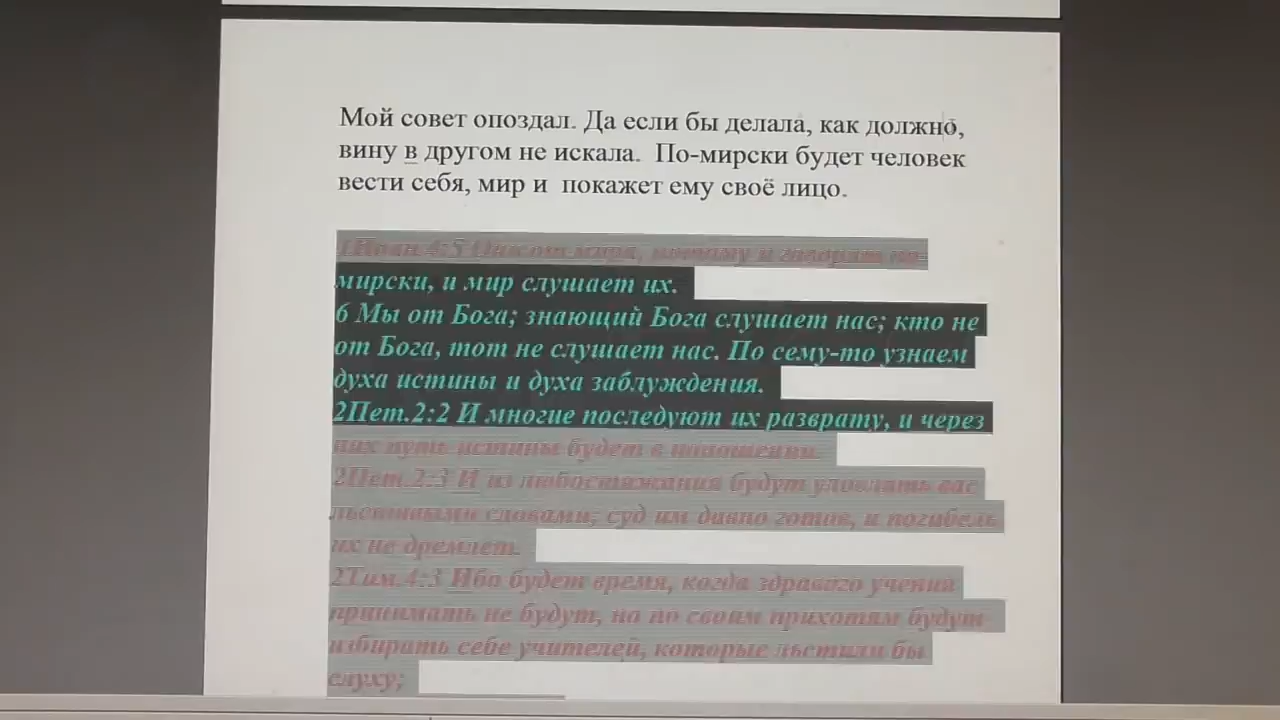 Мой совет опоздал. Да если бы делала, как должно,
вину в другом не искала. По-мирски будет человек
вести себя, мир и покажет ему своё лицо.
1Иоан.4:5 Они от мира, потому и говорят по-
мирски, и мир слушает их.
6 Мы от Бога; знающий Бога слушает нас; кто не
от Бога, тот не слушает нас. По сему-то узнаем
духа истины и духа заблуждения.
2Пет.2:2 И многие последуют их разврату, и через
них путь истины будет в поношении.
2Пет.2:3 И из любостяжания будут уловлять вас
льстивыми словами; суд им давно готов, и погибель
их не дремлет.
2Тим.4:3 Ибо будет время, когда здравого учения
принимать не будут, но по своим прихотям будут
избирать себе учителей, которые льстили бы
слуху;